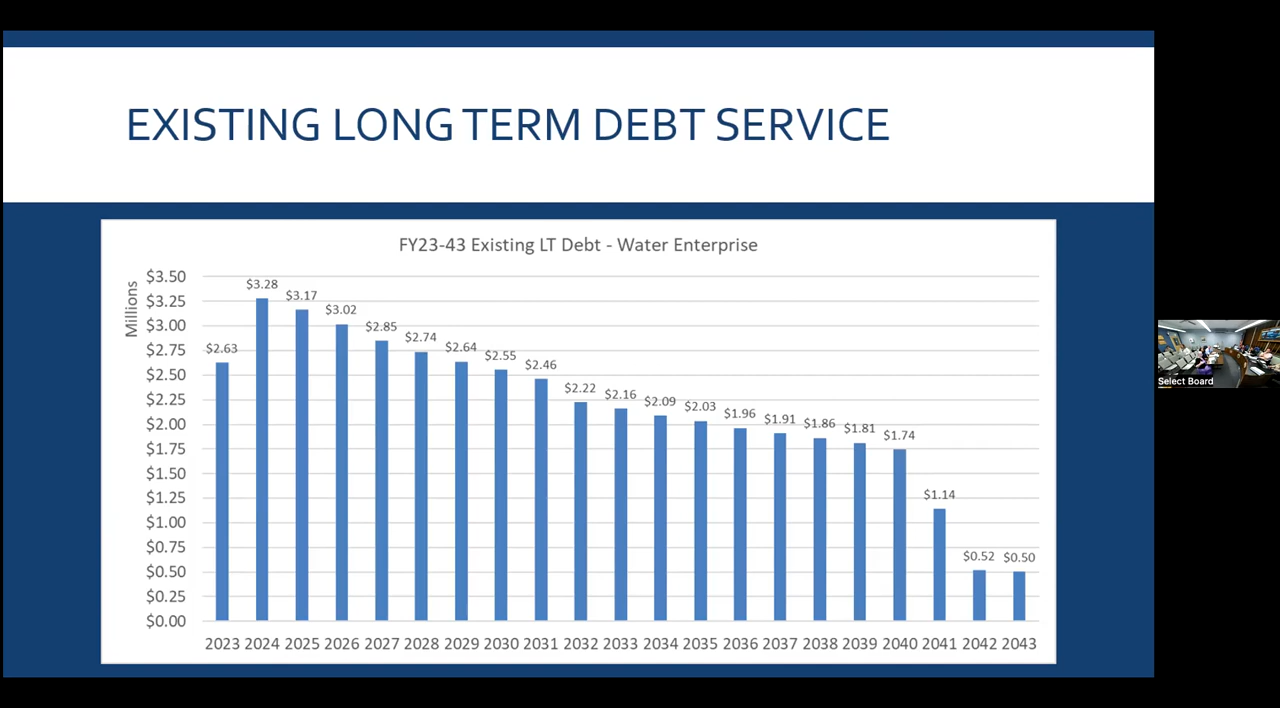 EXISTING LONG TERM DEBT SERVICE
FY23-43 Existing LT Debt - Water Enterprise
Millions
$3.50
$3.25
$3.00
$2.75
$2.50
$2.25
$2.00
$1.75
$1.50
$1.25
$1.00
$0.75
$0.50
$0.25
$0.00
$2.63 $3.28 $3.17 $3.02 $2.85 $2.74 $2.64 $2.55 $2.46 $2.22 $2.16 $2.09 $2.03 $1.96 $1.91 $1.86 $1.81 $1.74 $1.14 $0.52 $0.50
2023 2024 2025 2026 2027 2028 2029 2030 2031 2032 2033 2034 2035 2036 2037 2038 2039 2040 2041 2042 2043
Select Board